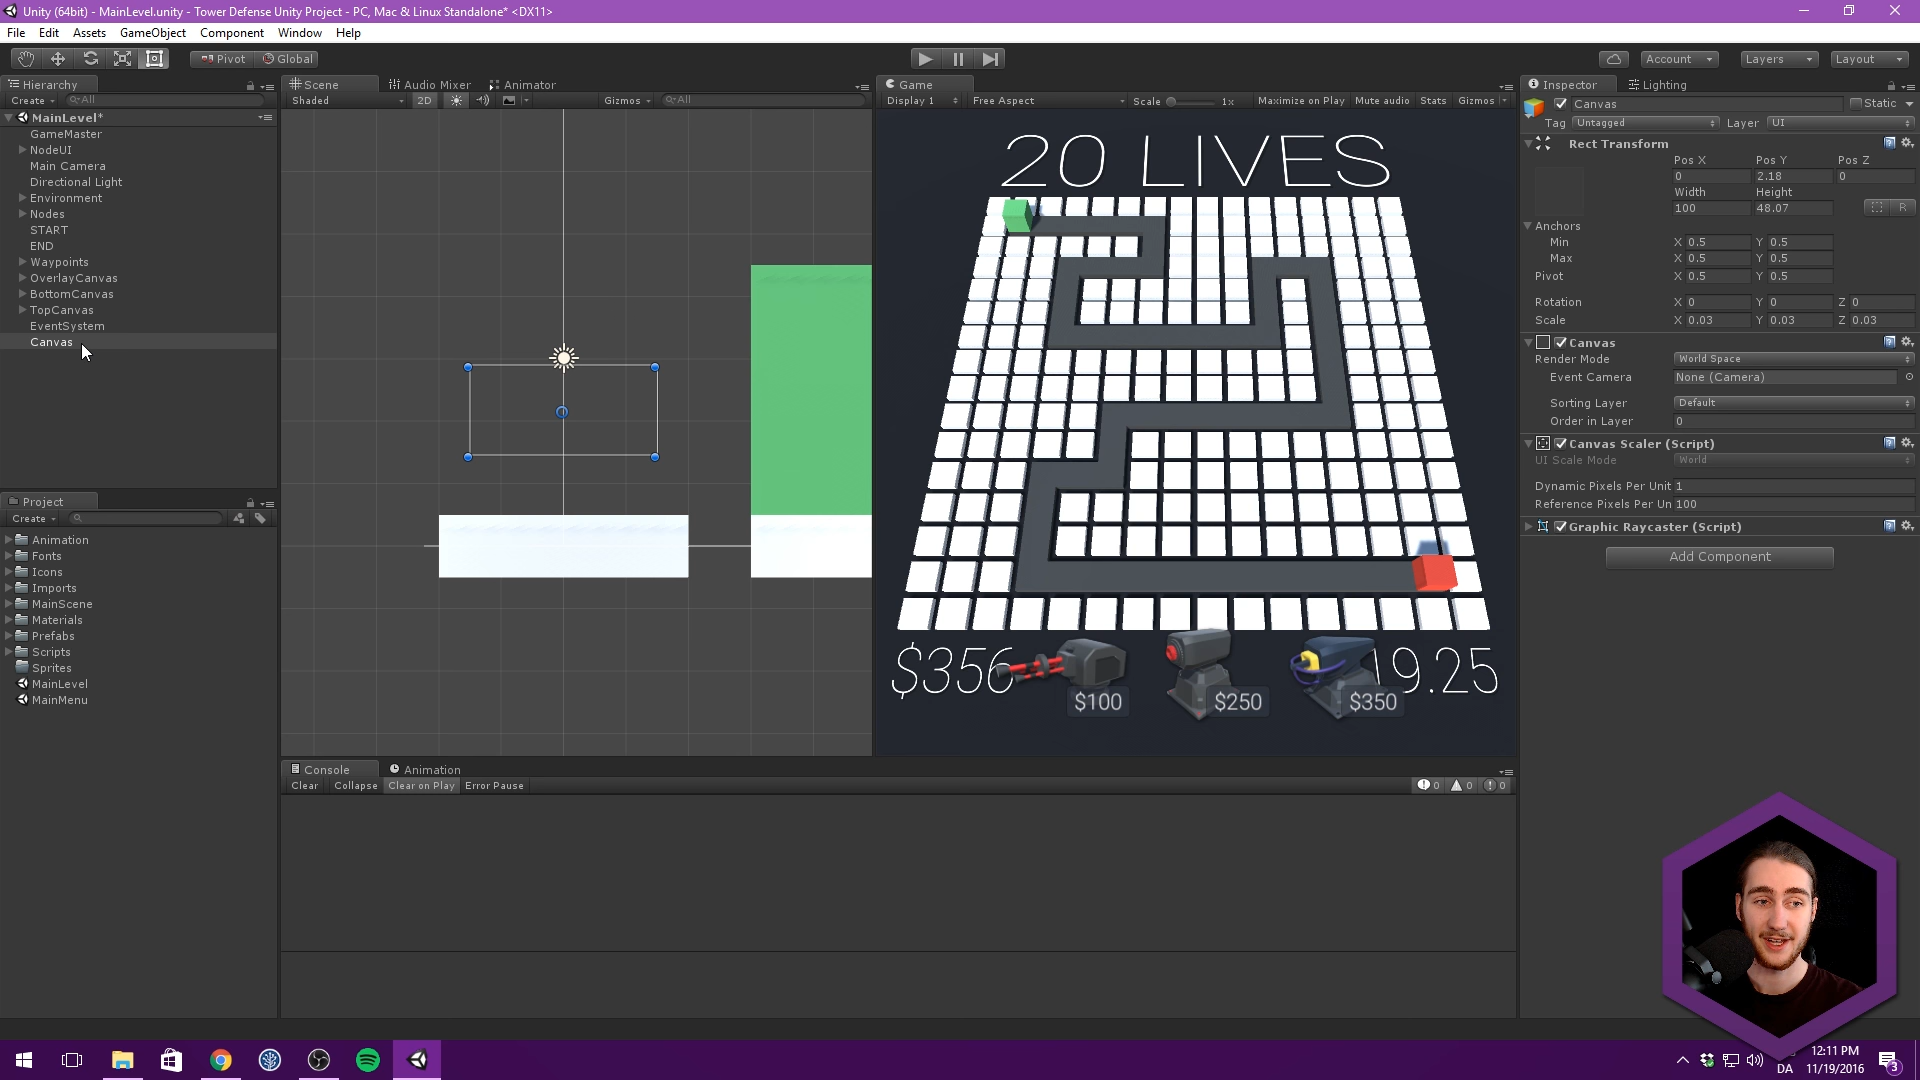 Unity (64bit) - MainLevel.unity - Tower Defense Unity Project - PC, Mac & Linux Standalone* <DX11>
File Edit Assets GameObject Component Window Help
Pivot Global Account Layers Layout
Hierarchy
Create All
MainLevel*
GameMaster
NodeUI
Main Camera
Directional Light
Environment
Nodes
START
END
Waypoints
OverlayCanvas
BottomCanvas
TopCanvas
EventSystem
Canvas
Project
Create
Animation
Fonts
Icons
Imports
MainScene
Materials
Prefabs
Scripts
Sprites
MainLevel
MainMenu
Scene Audio Mixer Animator
Shaded 2D Gizmos All
Game
Display 1 Free Aspect Scale 1x Maximize on Play Mute audio Stats Gizmos
20 LIVES
$356 19.25
$100 $250 $350
Console Animation
Clear Collapse Clear on Play Error Pause 0 0 0
Inspector Lighting
Canvas Static
Tag Untagged Layer UI
Rect Transform
Pos X Pos Y Pos Z
0 2.18 0
Width Height
100 48.07 R
Anchors
Min X 0.5 Y 0.5
Max X 0.5 Y 0.5
Pivot X 0.5 Y 0.5
Rotation X 0 Y 0 Z 0
Scale X 0.03 Y 0.03 Z 0.03
Canvas
Render Mode World Space
Event Camera None (Camera)
Sorting Layer Default
Order in Layer 0
Canvas Scaler (Script)
UI Scale Mode World
Dynamic Pixels Per Unit 1
Reference Pixels Per Un 100
Graphic Raycaster (Script)
Add Component
12:11 PM
DA 11/19/2016 3